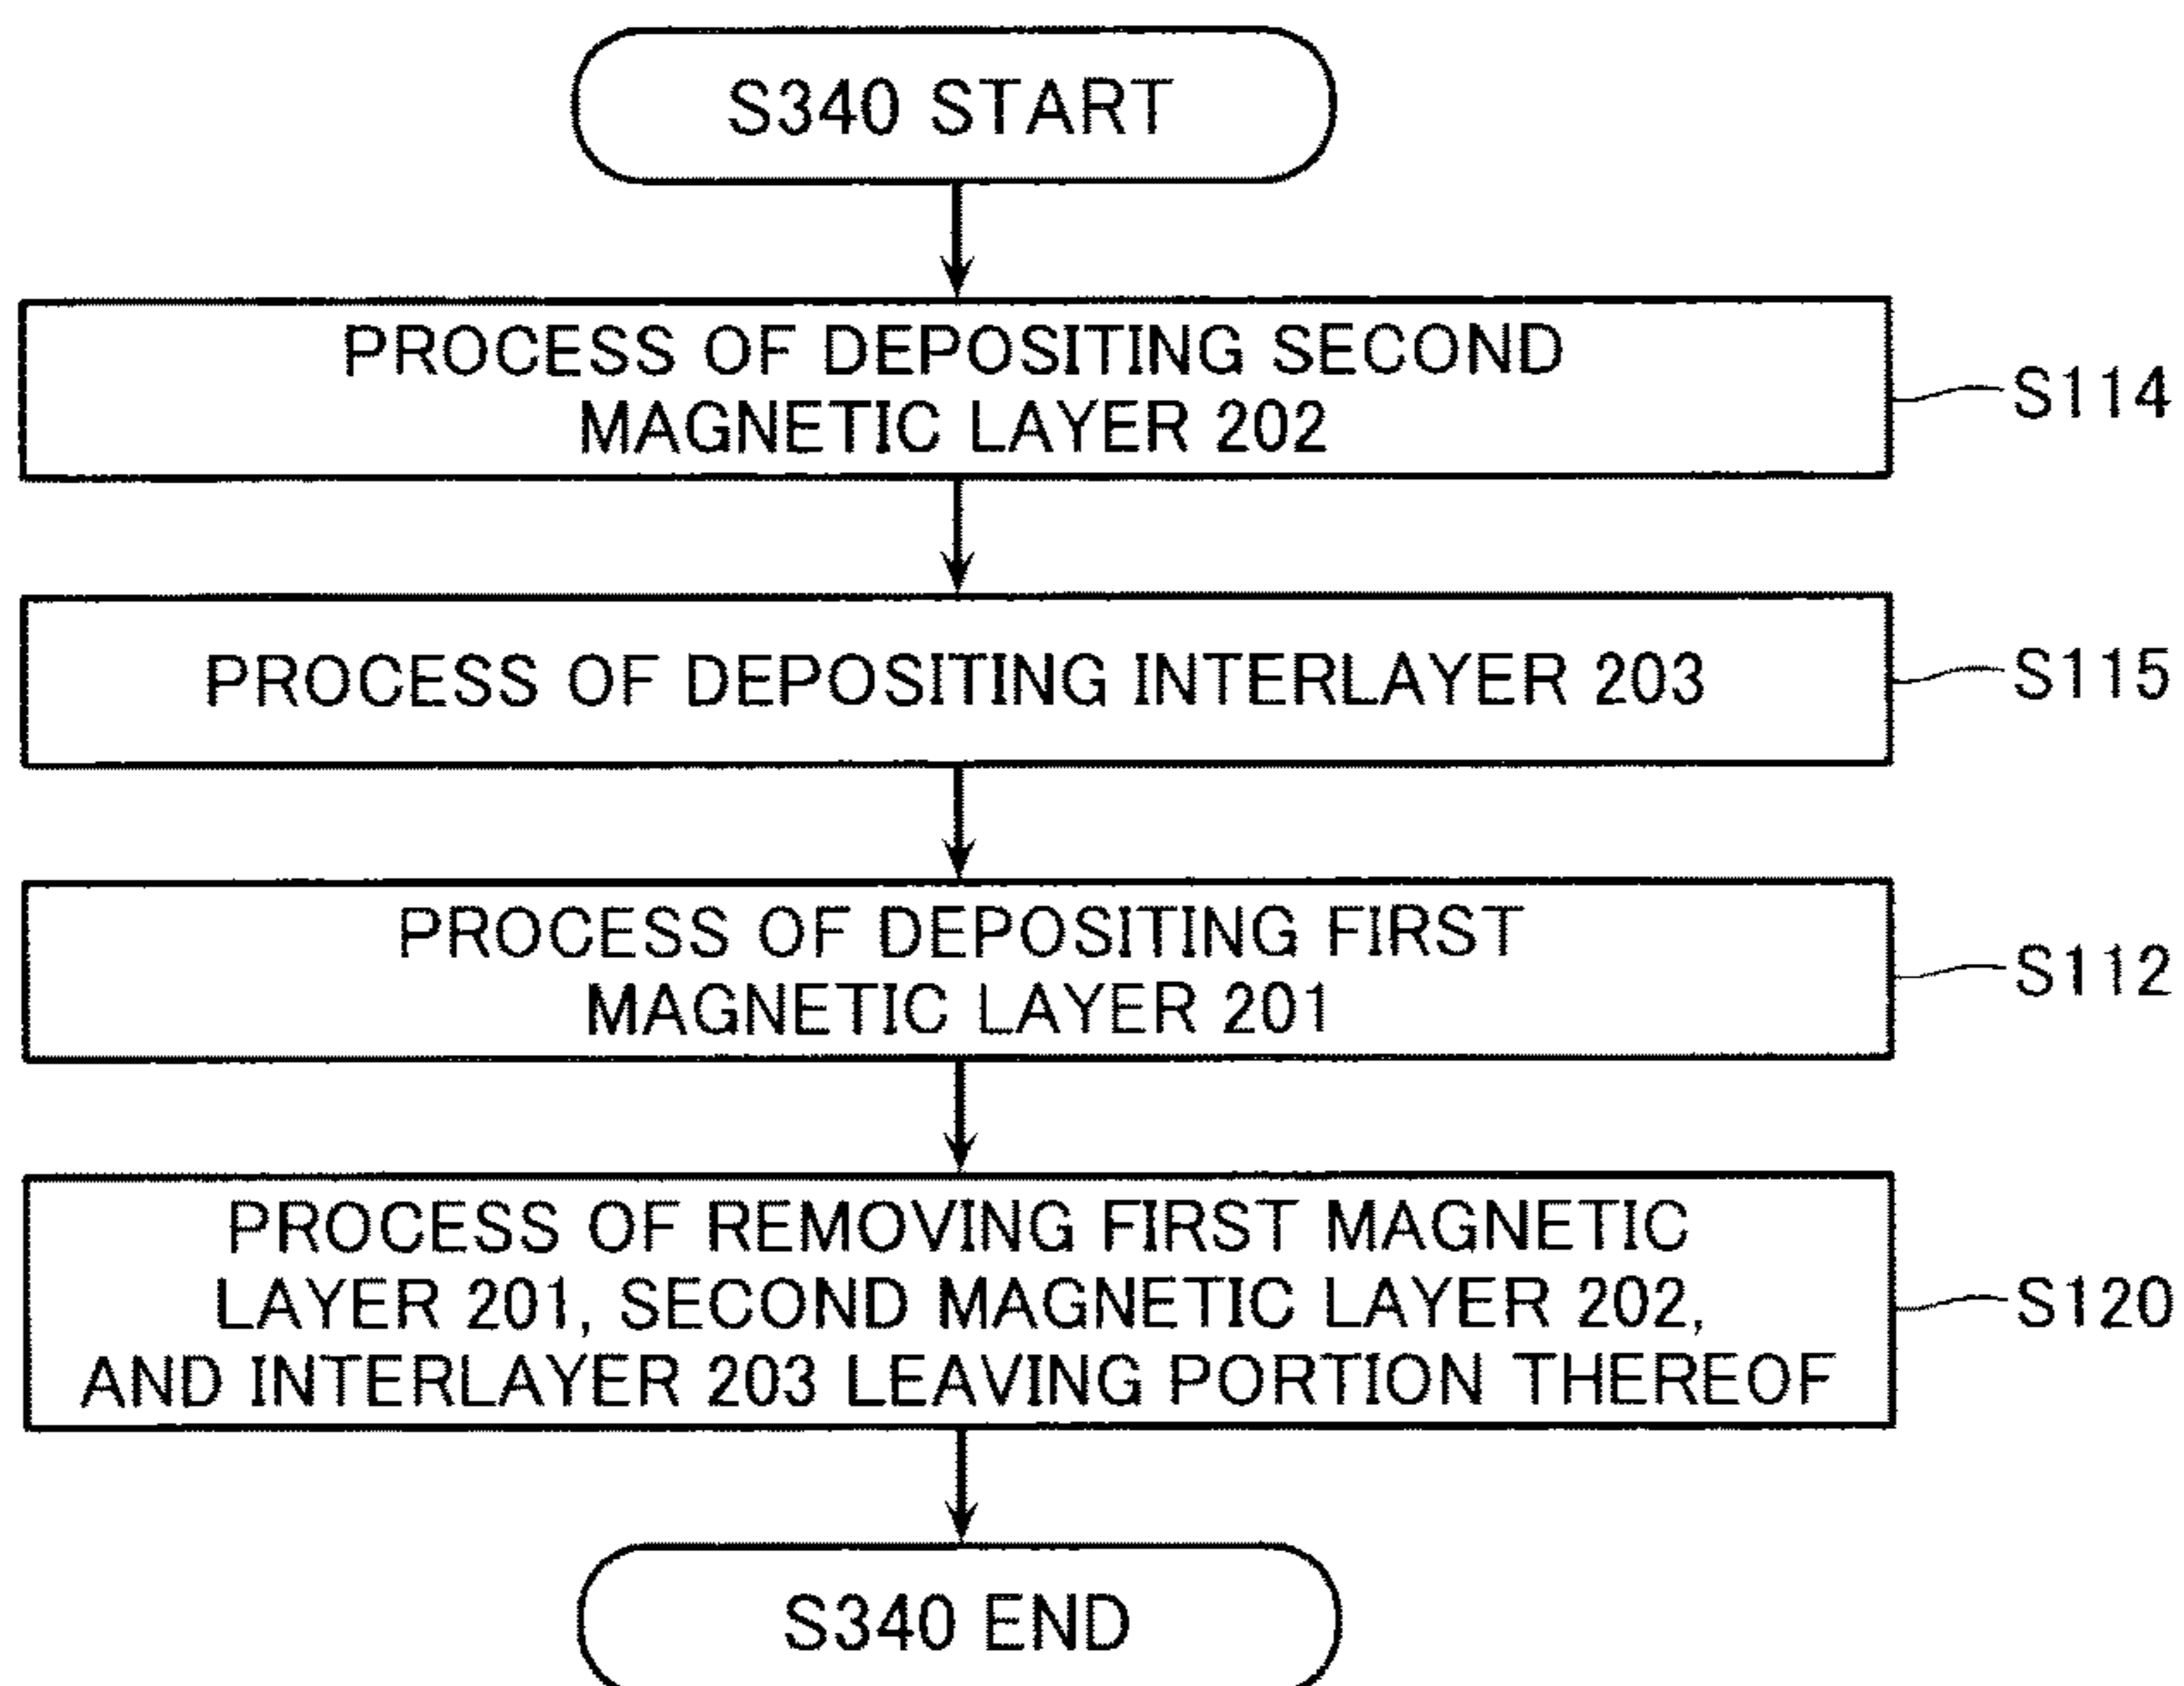 S340 START
PROCESS OF DEPOSITING SECOND
MAGNETIC LAYER 202
S114
PROCESS OF DEPOSITING INTERLAYER 203
S115
PROCESS OF DEPOSITING FIRST
MAGNETIC LAYER 201
S112
PROCESS OF REMOVING FIRST MAGNETIC
LAYER 201, SECOND MAGNETIC LAYER 202,
AND INTERLAYER 203 LEAVING PORTION THEREOF
S120
S340 END